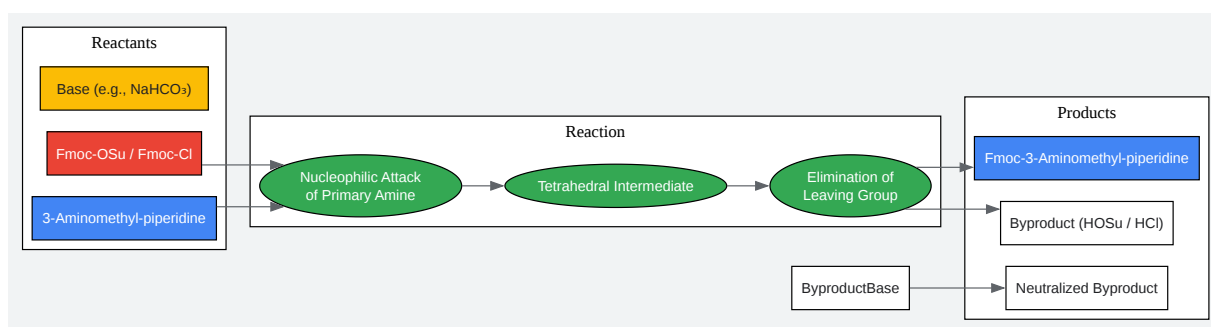 Reactants
Base (e.g., NaHCO₃)
Fmoc-OSu / Fmoc-Cl
3-Aminomethyl-piperidine
Reaction
Nucleophilic Attack
of Primary Amine
Tetrahedral Intermediate
Elimination of
Leaving Group
Products
Fmoc-3-Aminomethyl-piperidine
Byproduct (HOSu / HCl)
ByproductBase
Neutralized Byproduct